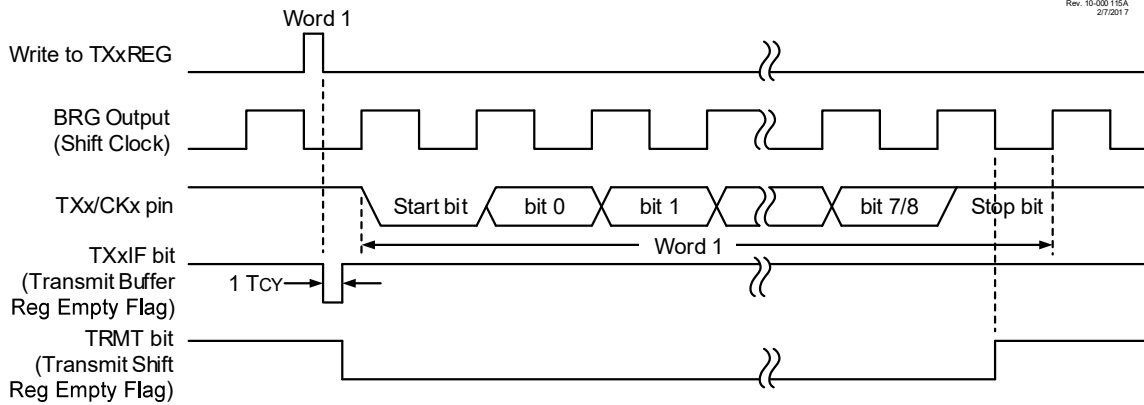 Rev. 10-000 115A
2/7/201 7
Word 1
Write to TXxREG
BRG Output
(Shift Clock)
TXx/CKx pin
Start bit
bit 0
bit 1
bit 7/8
Stop bit
Word 1
TXxIF bit
(Transmit Buffer
Reg Empty Flag)
1 TCY
TRMT bit
(Transmit Shift
Reg Empty Flag)